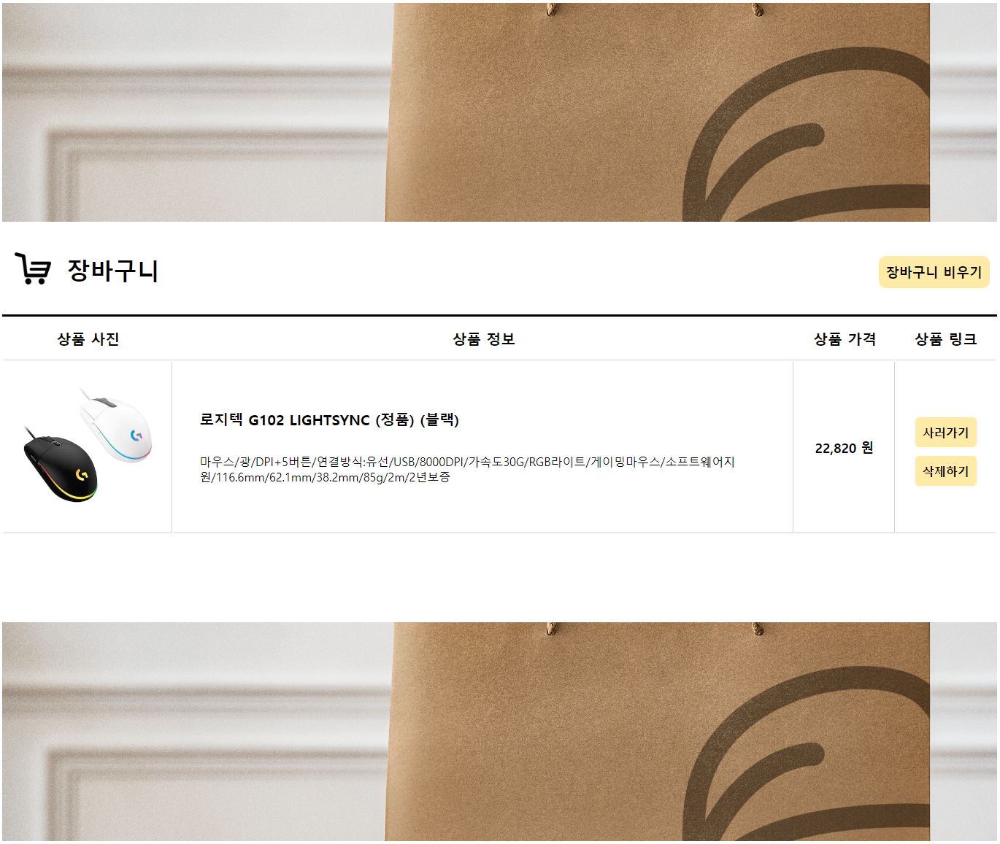 장바구니
장바구니 비우기
상품 사진
상품 정보
상품 가격
상품 링크
로지텍 G102 LIGHTSYNC (정품) (블랙)
마우스/광/DPI+5버튼/연결방식:유선/USB/8000DPI/가속도30G/RGB라이트/게이밍마우스/소프트웨어지
원/116.6mm/62.1mm/38.2mm/85g/2m/2년보증
22,820 원
사러가기
삭제하기